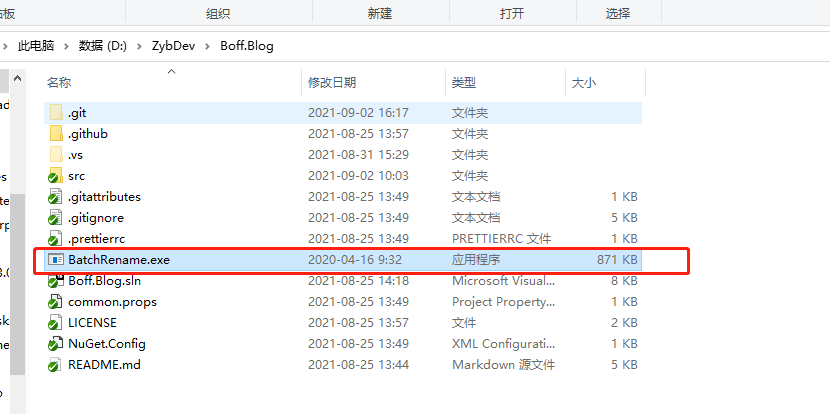 组织 新建 打开 选择
此电脑 数据 (D:) ZybDev Boff.Blog
名称 修改日期 类型 大小
.git 2021-09-02 16:17 文件夹
.github 2021-08-25 13:57 文件夹
.vs 2021-08-31 15:29 文件夹
src 2021-09-02 10:03 文件夹
.gitattributes 2021-08-25 13:49 文本文档 1 KB
.gitignore 2021-08-25 13:49 文本文档 5 KB
.prettierrc 2021-08-25 13:49 PRETTIERRC 文件 1 KB
BatchRename.exe 2020-04-16 9:32 应用程序 871 KB
Boff.Blog.sln 2021-08-25 14:18 Microsoft Visual... 8 KB
common.props 2021-08-25 13:49 Project Property... 1 KB
LICENSE 2021-08-25 13:57 文件 2 KB
NuGet.Config 2021-08-25 13:49 XML Configurati... 1 KB
README.md 2021-08-25 13:44 Markdown 源文件 5 KB